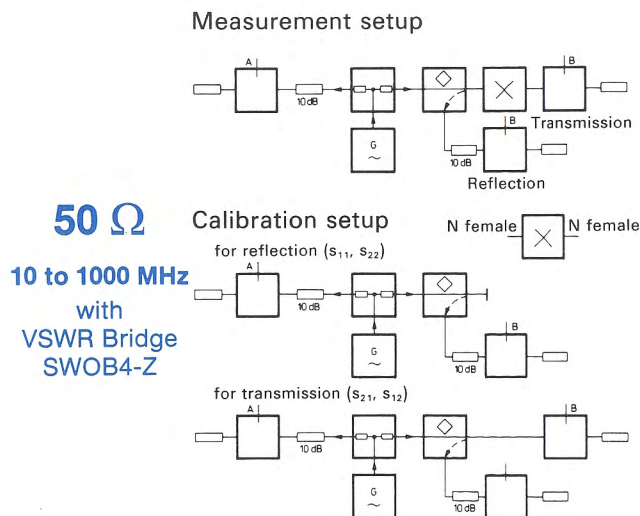 Measurement setup
A
B
10 dB
G
~
B
10 dB
Transmission
Reflection
50 Ω
10 to 1000 MHz
with
VSWR Bridge
SWOB4-Z
Calibration setup
N female
N female
for reflection (s₁₁, s₂₂)
A
10 dB
G
~
B
10 dB
for transmission (s₂₁, s₁₂)
A
B
10 dB
G
~
10 dB